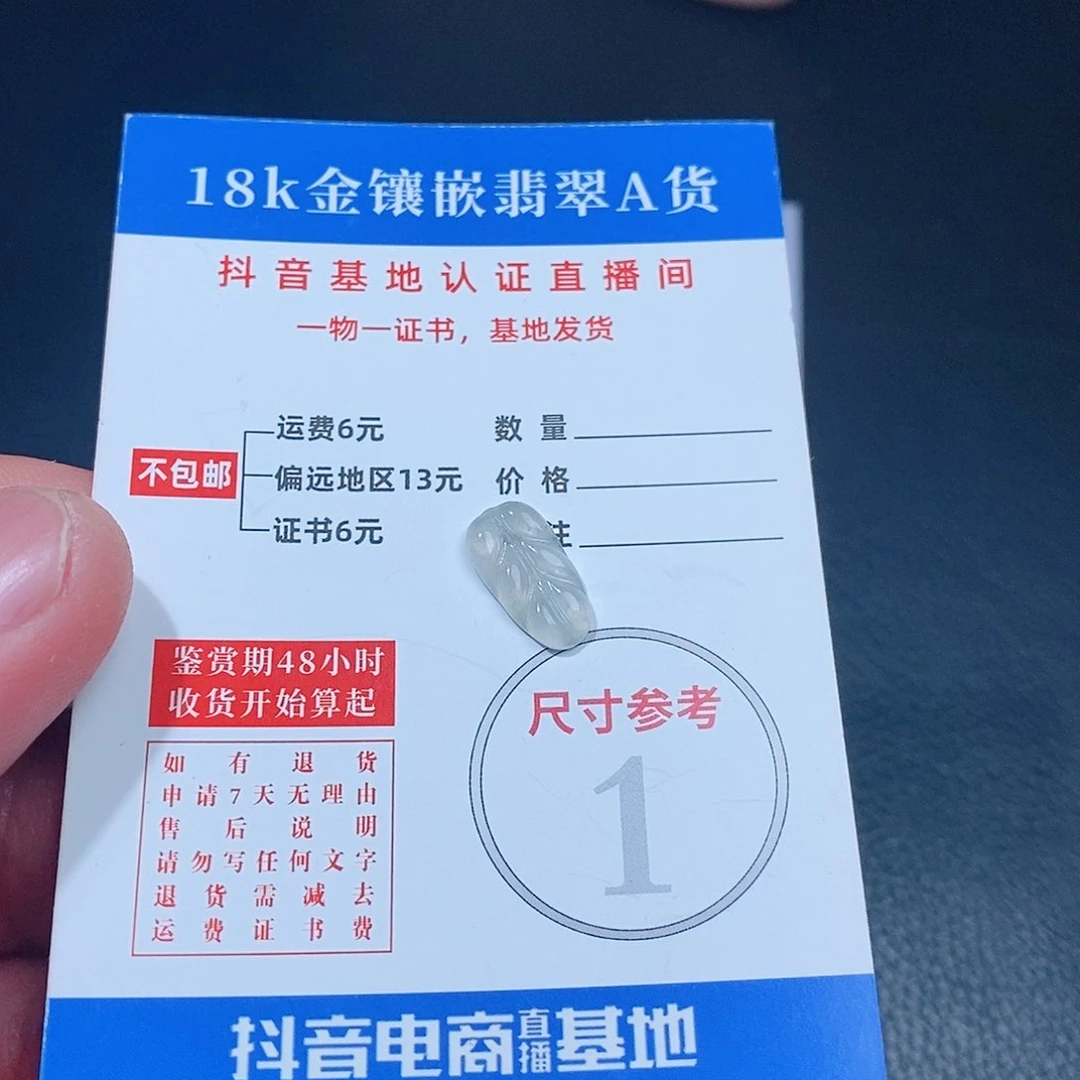 18k金镶嵌翡翠A货
抖音基地认证直播间
一物一证书，基地发货
不包邮
运费6元
偏远地区13元
证书6元
数量
价格
注
鉴赏期48小时
收货开始算起
如有退货
申请7天无理由
售后说明
请勿写任何文字
退货需减去
运费证书费
尺寸参考
1
抖音电商直播基地